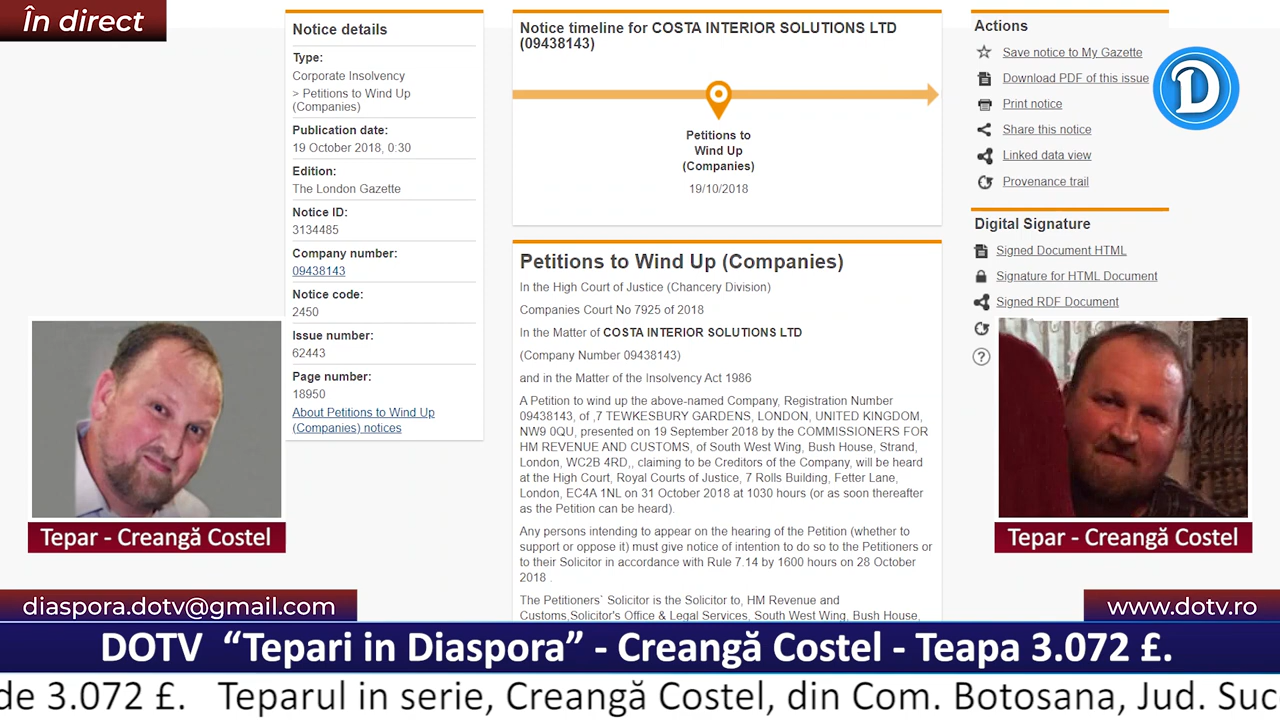 În direct
Notice details
Type:
Corporate Insolvency
> Petitions to Wind Up
(Companies)
Publication date:
19 October 2018, 0:30
Edition:
The London Gazette
Notice ID:
3134485
Company number:
09438143
Notice code:
2450
Issue number:
62443
Page number:
18950
About Petitions to Wind Up
(Companies) notices
Notice timeline for COSTA INTERIOR SOLUTIONS LTD
(09438143)
Petitions to
Wind Up
(Companies)
19/10/2018
Petitions to Wind Up (Companies)
In the High Court of Justice (Chancery Division)
Companies Court No 7925 of 2018
In the Matter of COSTA INTERIOR SOLUTIONS LTD
(Company Number 09438143)
and in the Matter of the Insolvency Act 1986
A Petition to wind up the above-named Company, Registration Number
09438143, of ,7 TEWKESBURY GARDENS, LONDON, UNITED KINGDOM,
NW9 0QU, presented on 19 September 2018 by the COMMISSIONERS FOR
HM REVENUE AND CUSTOMS, of South West Wing, Bush House, Strand,
London, WC2B 4RD,, claiming to be Creditors of the Company, will be heard
at the High Court, Royal Courts of Justice, 7 Rolls Building, Fetter Lane,
London, EC4A 1NL on 31 October 2018 at 1030 hours (or as soon thereafter
as the Petition can be heard).
Any persons intending to appear on the hearing of the Petition (whether to
support or oppose it) must give notice of intention to do so to the Petitioners or
to their Solicitor in accordance with Rule 7.14 by 1600 hours on 28 October
2018 .
The Petitioners` Solicitor is the Solicitor to, HM Revenue and
Customs,Solicitor's Office & Legal Services, South West Wing, Bush House,
Actions
Save notice to My Gazette
Download PDF of this issue
Print notice
Share this notice
Linked data view
Provenance trail
Digital Signature
Signed Document HTML
Signature for HTML Document
Signed RDF Document
?
D
Tepar - Creangă Costel
Tepar - Creangă Costel
diaspora.dotv@gmail.com
www.dotv.ro
DOTV “Tepari in Diaspora” - Creangă Costel - Teapa 3.072 £.
de 3.072 £. Teparul in serie, Creangă Costel, din Com. Botosana, Jud. Suc